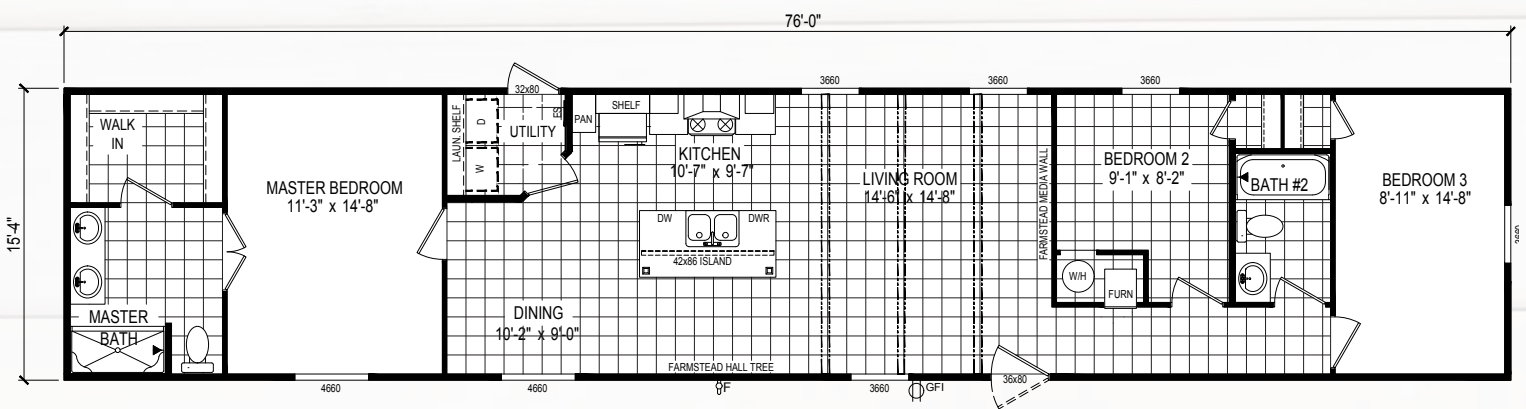 76'-0"
15'-4"
3660
3660
3660
32x80
WALK
IN
MASTER BEDROOM
11'-3" x 14'-8"
LAUN. SHELF
D
W
UTILITY
ES
PAN
SHELF
KITCHEN
10'-7" x 9'-7"
DW
DWR
42x86 ISLAND
LIVING ROOM
14'-6" x 14'-8"
FARMSTEAD MEDIA WALL
BEDROOM 2
9'-1" x 8'-2"
W/H
FURN
BATH #2
BEDROOM 3
8'-11" x 14'-8"
3660
MASTER
BATH
DINING
10'-2" x 9'-0"
FARMSTEAD HALL TREE
4660
4660
F
3660
GFI
36x80